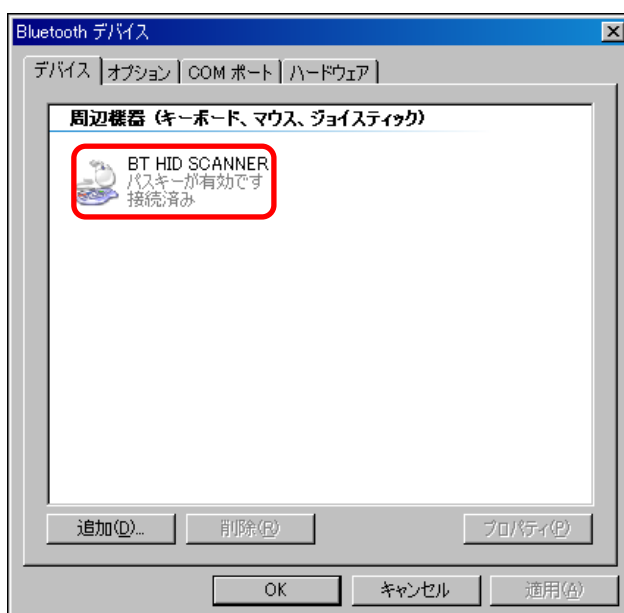 Bluetooth デバイス
デバイス オプション COM ポート ハードウェア
周辺機器 (キーボード、マウス、ジョイスティック)
BT HID SCANNER
パスキーが有効です
接続済み
追加(D)... 削除(R) プロパティ(P)
OK キャンセル 適用(A)